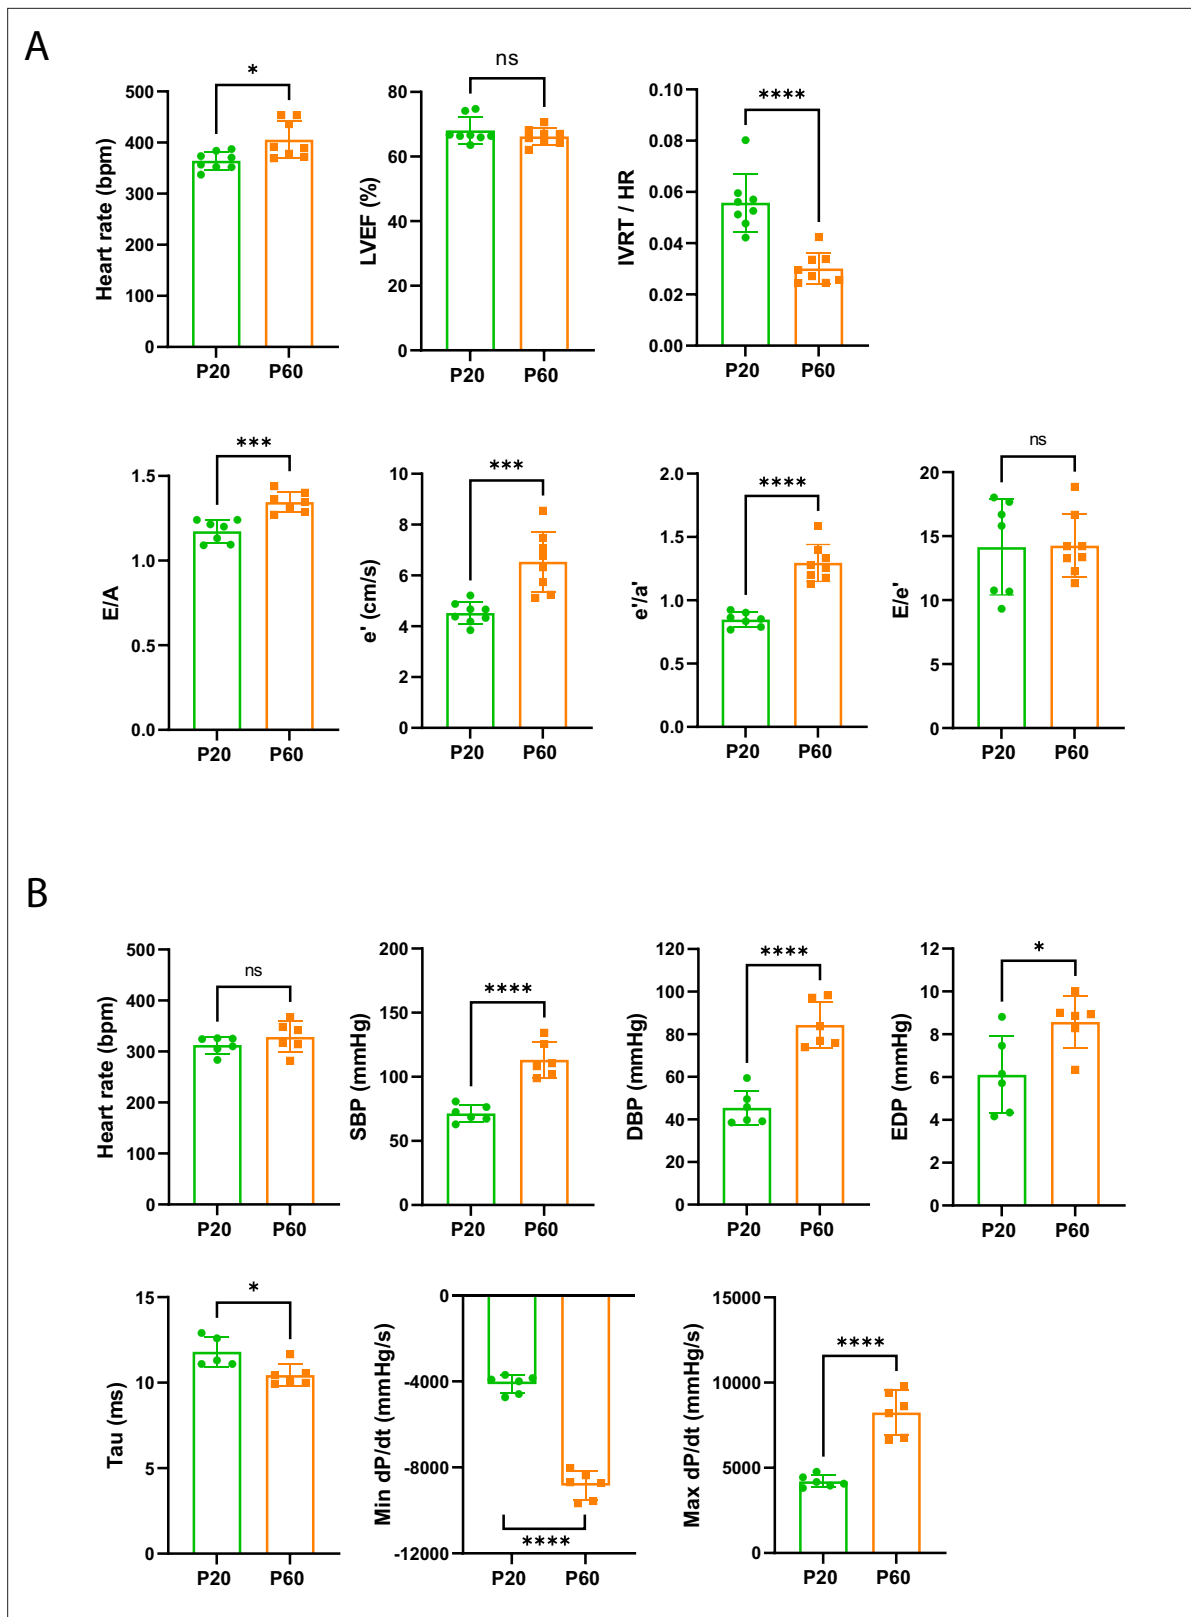 A
*
ns
****
Heart rate (bpm)
500
400
300
200
100
0
P20 P60
LVEF (%)
80
60
40
20
0
P20 P60
IVRT / HR
0.10
0.08
0.06
0.04
0.02
0.00
P20 P60
***
***
****
ns
E/A
1.5
1.0
0.5
0.0
P20 P60
e' (cm/s)
10
8
6
4
2
0
P20 P60
e'/a'
2.0
1.5
1.0
0.5
0.0
P20 P60
E/e'
20
15
10
5
0
P20 P60
B
ns
****
****
*
Heart rate (bpm)
500
400
300
200
100
0
P20 P60
SBP (mmHg)
200
150
100
50
0
P20 P60
DBP (mmHg)
120
100
80
60
40
20
0
P20 P60
EDP (mmHg)
12
10
8
6
4
2
0
P20 P60
*
****
****
Tau (ms)
15
10
5
0
P20 P60
Min dP/dt (mmHg/s)
0
-4000
-8000
-12000
P20 P60
Max dP/dt (mmHg/s)
15000
10000
5000
0
P20 P60